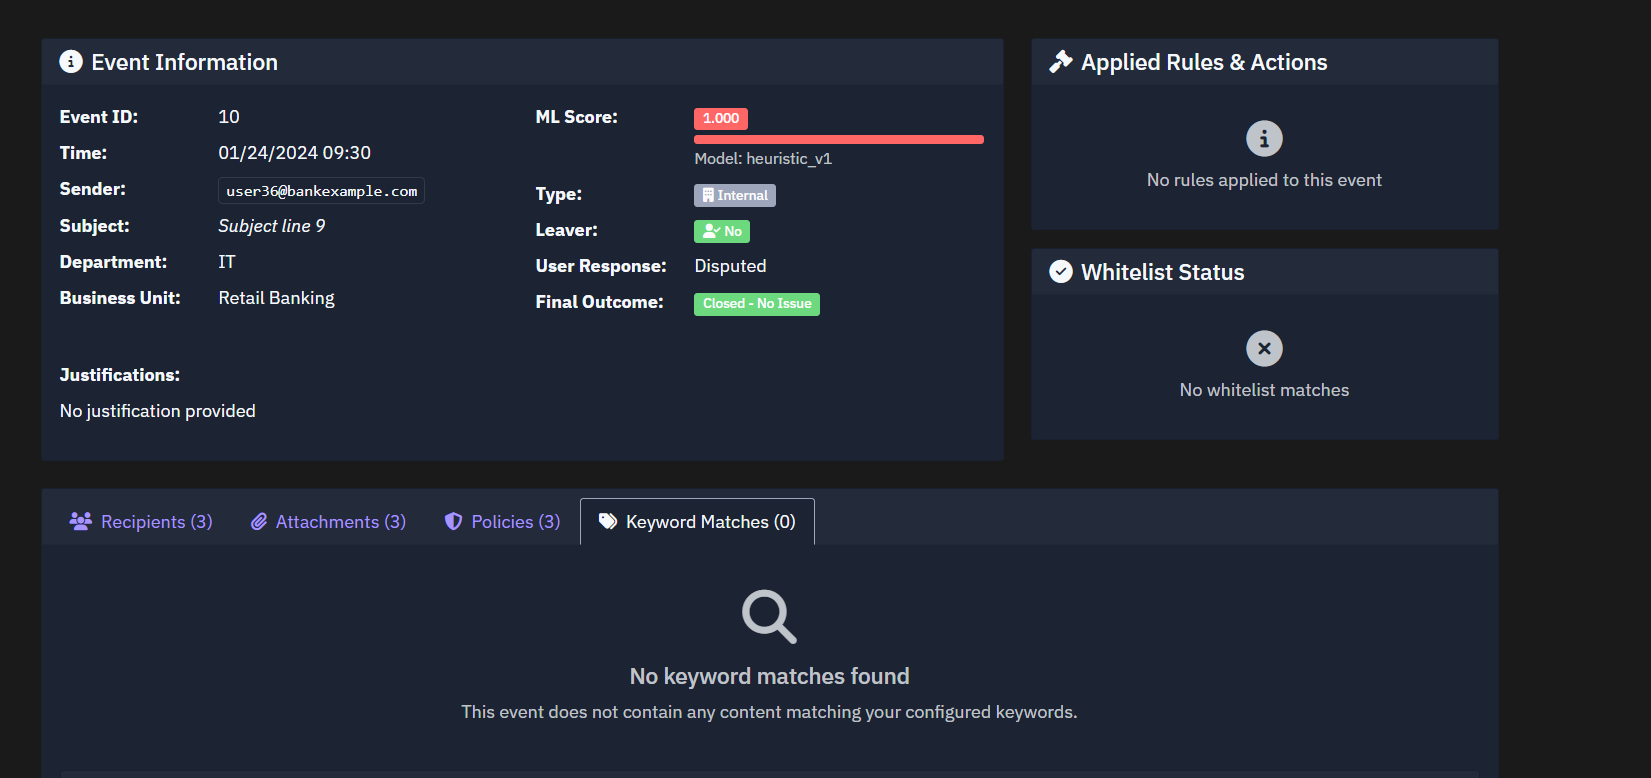 Event Information
Event ID: 10
Time: 01/24/2024 09:30
Sender: user36@bankexample.com
Subject: Subject line 9
Department: IT
Business Unit: Retail Banking
ML Score: 1.000
Model: heuristic_v1
Type: Internal
Leaver: No
User Response: Disputed
Final Outcome: Closed - No Issue
Justifications:
No justification provided
Applied Rules & Actions
No rules applied to this event
Whitelist Status
No whitelist matches
Recipients (3) Attachments (3) Policies (3) Keyword Matches (0)
No keyword matches found
This event does not contain any content matching your configured keywords.